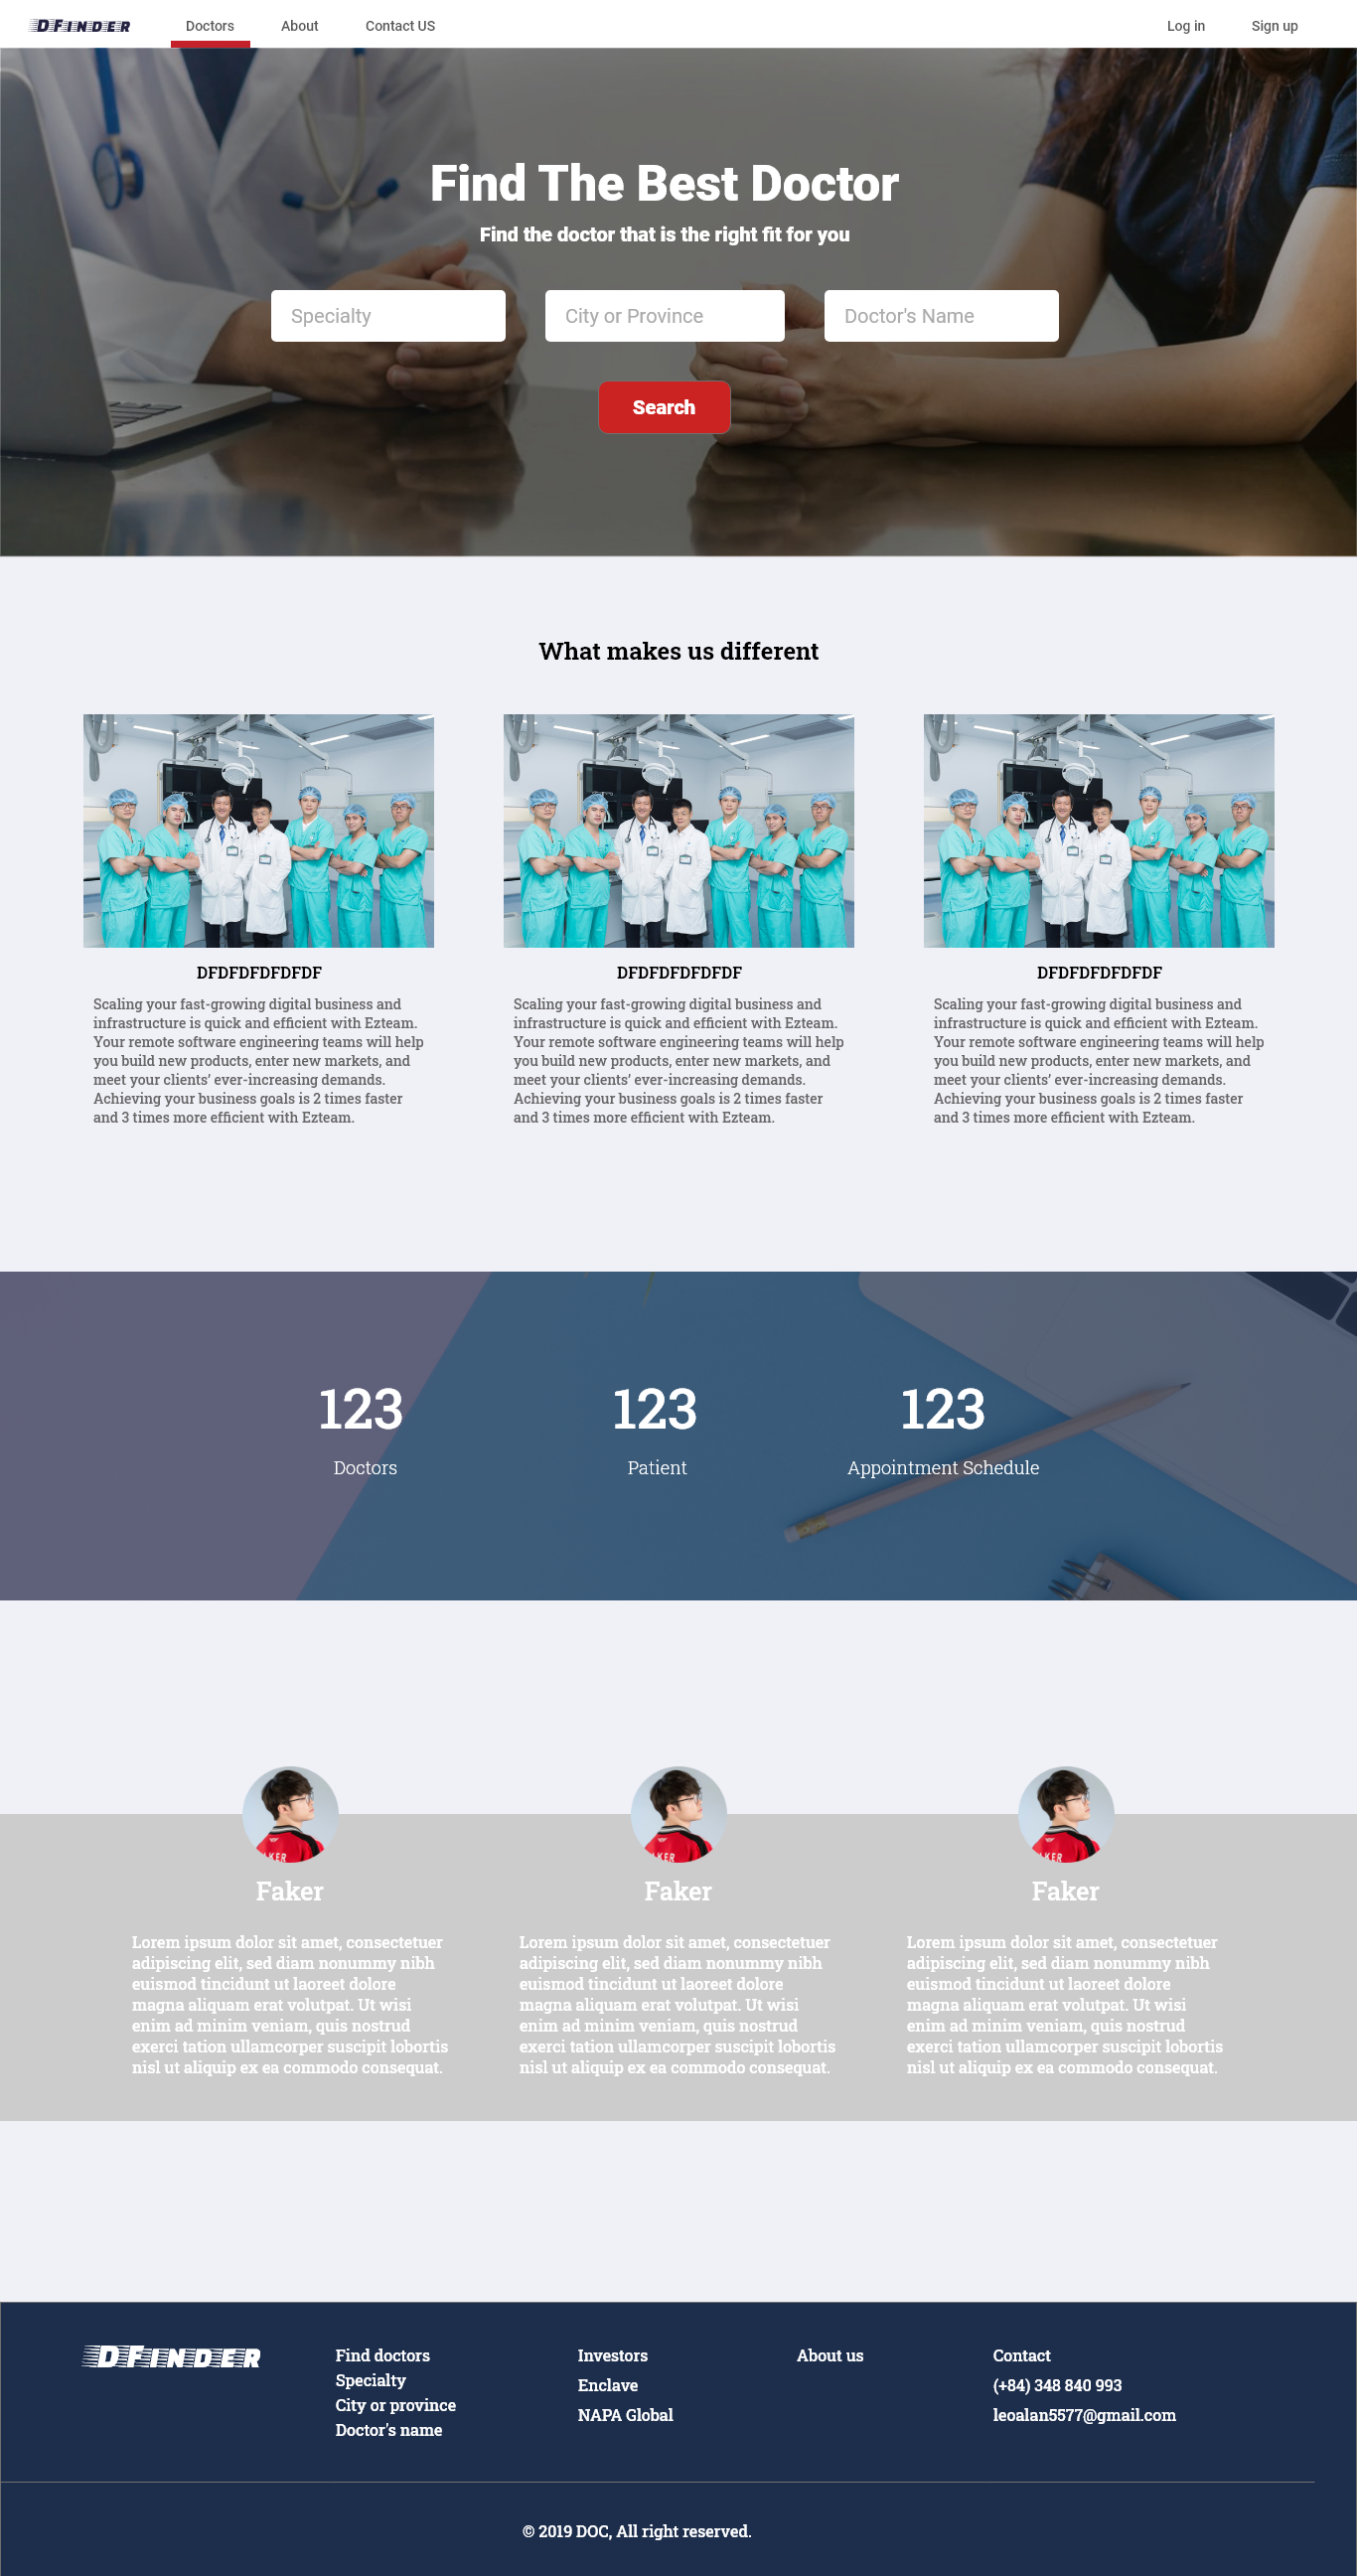 DFINDER
Doctors
About
Contact US
Log in
Sign up
Find The Best Doctor
Find the doctor that is the right fit for you
Specialty
City or Province
Doctor's Name
Search
What makes us different
DFDFDFDFDFDF
Scaling your fast-growing digital business and
infrastructure is quick and efficient with Ezteam.
Your remote software engineering teams will help
you build new products, enter new markets, and
meet your clients’ ever-increasing demands.
Achieving your business goals is 2 times faster
and 3 times more efficient with Ezteam.
DFDFDFDFDFDF
Scaling your fast-growing digital business and
infrastructure is quick and efficient with Ezteam.
Your remote software engineering teams will help
you build new products, enter new markets, and
meet your clients’ ever-increasing demands.
Achieving your business goals is 2 times faster
and 3 times more efficient with Ezteam.
DFDFDFDFDFDF
Scaling your fast-growing digital business and
infrastructure is quick and efficient with Ezteam.
Your remote software engineering teams will help
you build new products, enter new markets, and
meet your clients’ ever-increasing demands.
Achieving your business goals is 2 times faster
and 3 times more efficient with Ezteam.
123
Doctors
123
Patient
123
Appointment Schedule
Faker
Lorem ipsum dolor sit amet, consectetuer
adipiscing elit, sed diam nonummy nibh
euismod tincidunt ut laoreet dolore
magna aliquam erat volutpat. Ut wisi
enim ad minim veniam, quis nostrud
exerci tation ullamcorper suscipit lobortis
nisl ut aliquip ex ea commodo consequat.
Faker
Lorem ipsum dolor sit amet, consectetuer
adipiscing elit, sed diam nonummy nibh
euismod tincidunt ut laoreet dolore
magna aliquam erat volutpat. Ut wisi
enim ad minim veniam, quis nostrud
exerci tation ullamcorper suscipit lobortis
nisl ut aliquip ex ea commodo consequat.
Faker
Lorem ipsum dolor sit amet, consectetuer
adipiscing elit, sed diam nonummy nibh
euismod tincidunt ut laoreet dolore
magna aliquam erat volutpat. Ut wisi
enim ad minim veniam, quis nostrud
exerci tation ullamcorper suscipit lobortis
nisl ut aliquip ex ea commodo consequat.
DFINDER
Find doctors
Specialty
City or province
Doctor's name
Investors
Enclave
NAPA Global
About us
Contact
(+84) 348 840 993
leoalan5577@gmail.com
© 2019 DOC, All right reserved.